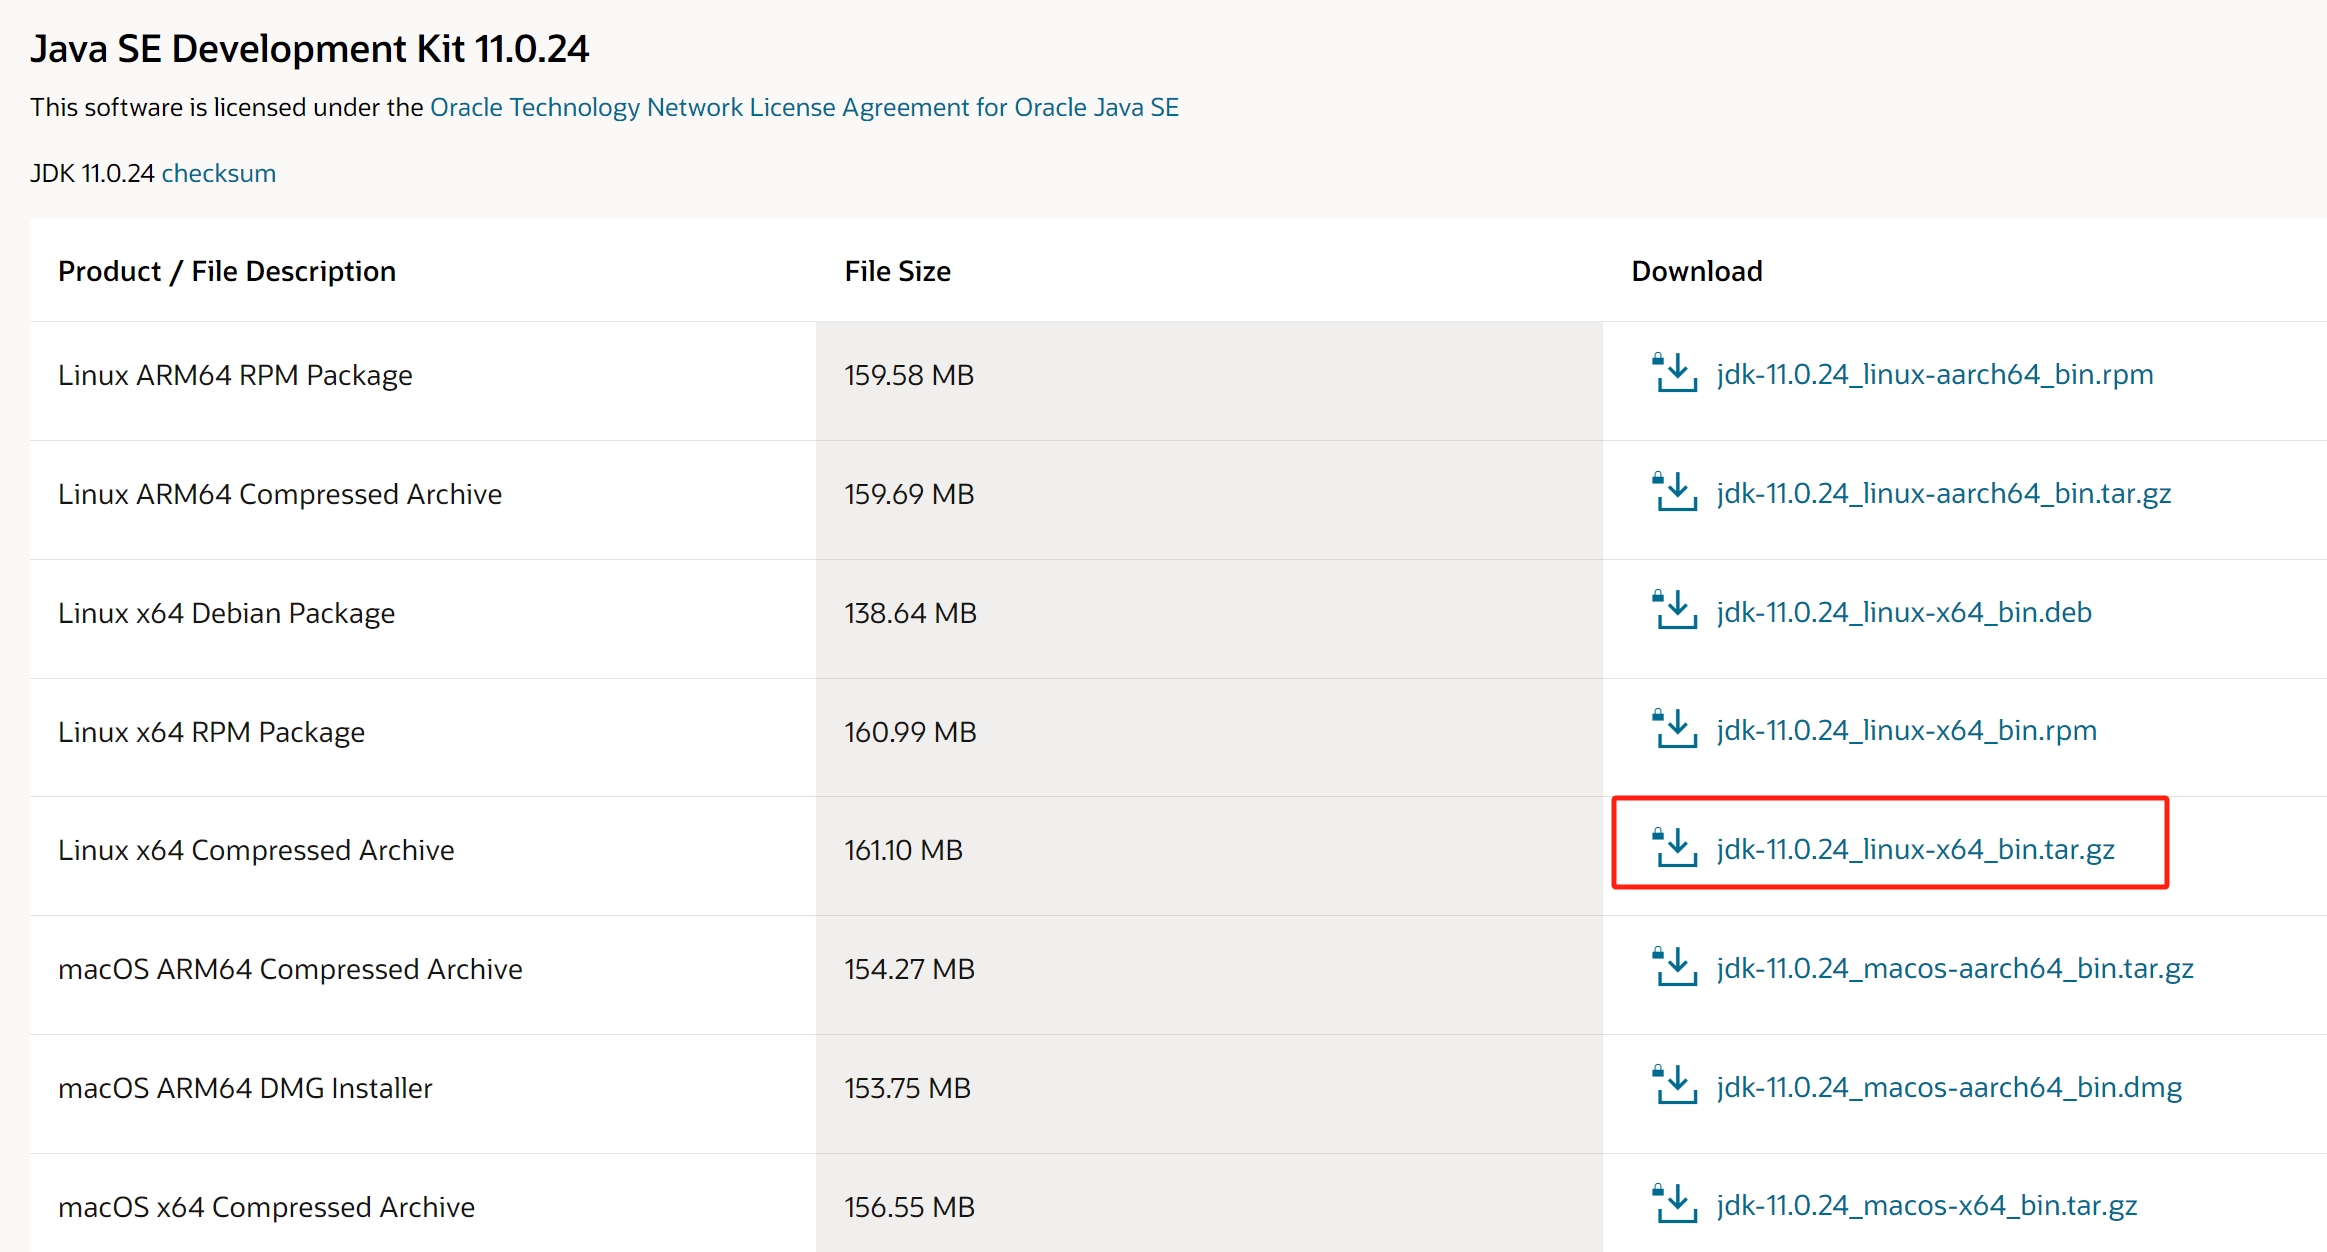 Java SE Development Kit 11.0.24
This software is licensed under the Oracle Technology Network License Agreement for Oracle Java SE
JDK 11.0.24 checksum
Product / File Description File Size Download
Linux ARM64 RPM Package 159.58 MB jdk-11.0.24_linux-aarch64_bin.rpm
Linux ARM64 Compressed Archive 159.69 MB jdk-11.0.24_linux-aarch64_bin.tar.gz
Linux x64 Debian Package 138.64 MB jdk-11.0.24_linux-x64_bin.deb
Linux x64 RPM Package 160.99 MB jdk-11.0.24_linux-x64_bin.rpm
Linux x64 Compressed Archive 161.10 MB jdk-11.0.24_linux-x64_bin.tar.gz
macOS ARM64 Compressed Archive 154.27 MB jdk-11.0.24_macos-aarch64_bin.tar.gz
macOS ARM64 DMG Installer 153.75 MB jdk-11.0.24_macos-aarch64_bin.dmg
macOS x64 Compressed Archive 156.55 MB jdk-11.0.24_macos-x64_bin.tar.gz